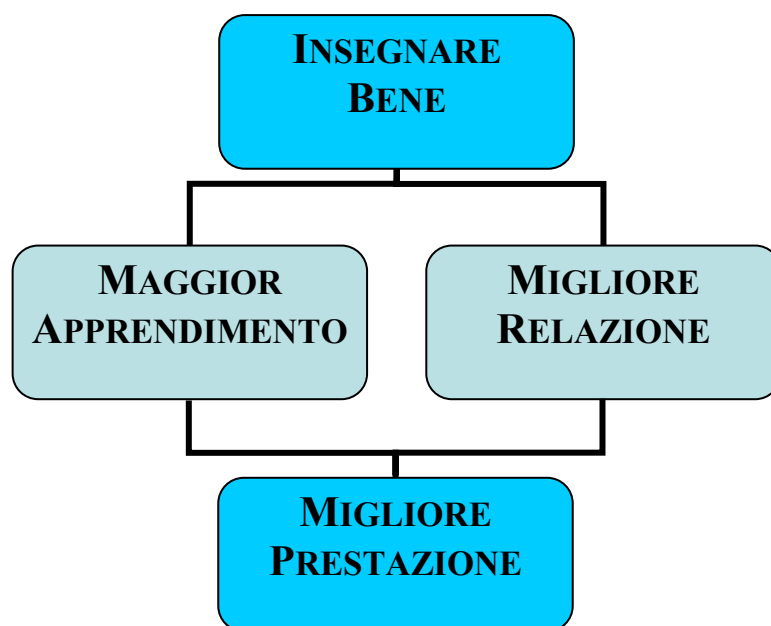 INSEGNARE
BENE
MAGGIOR
APPRENDIMENTO
MIGLIORE
RELAZIONE
MIGLIORE
PRESTAZIONE